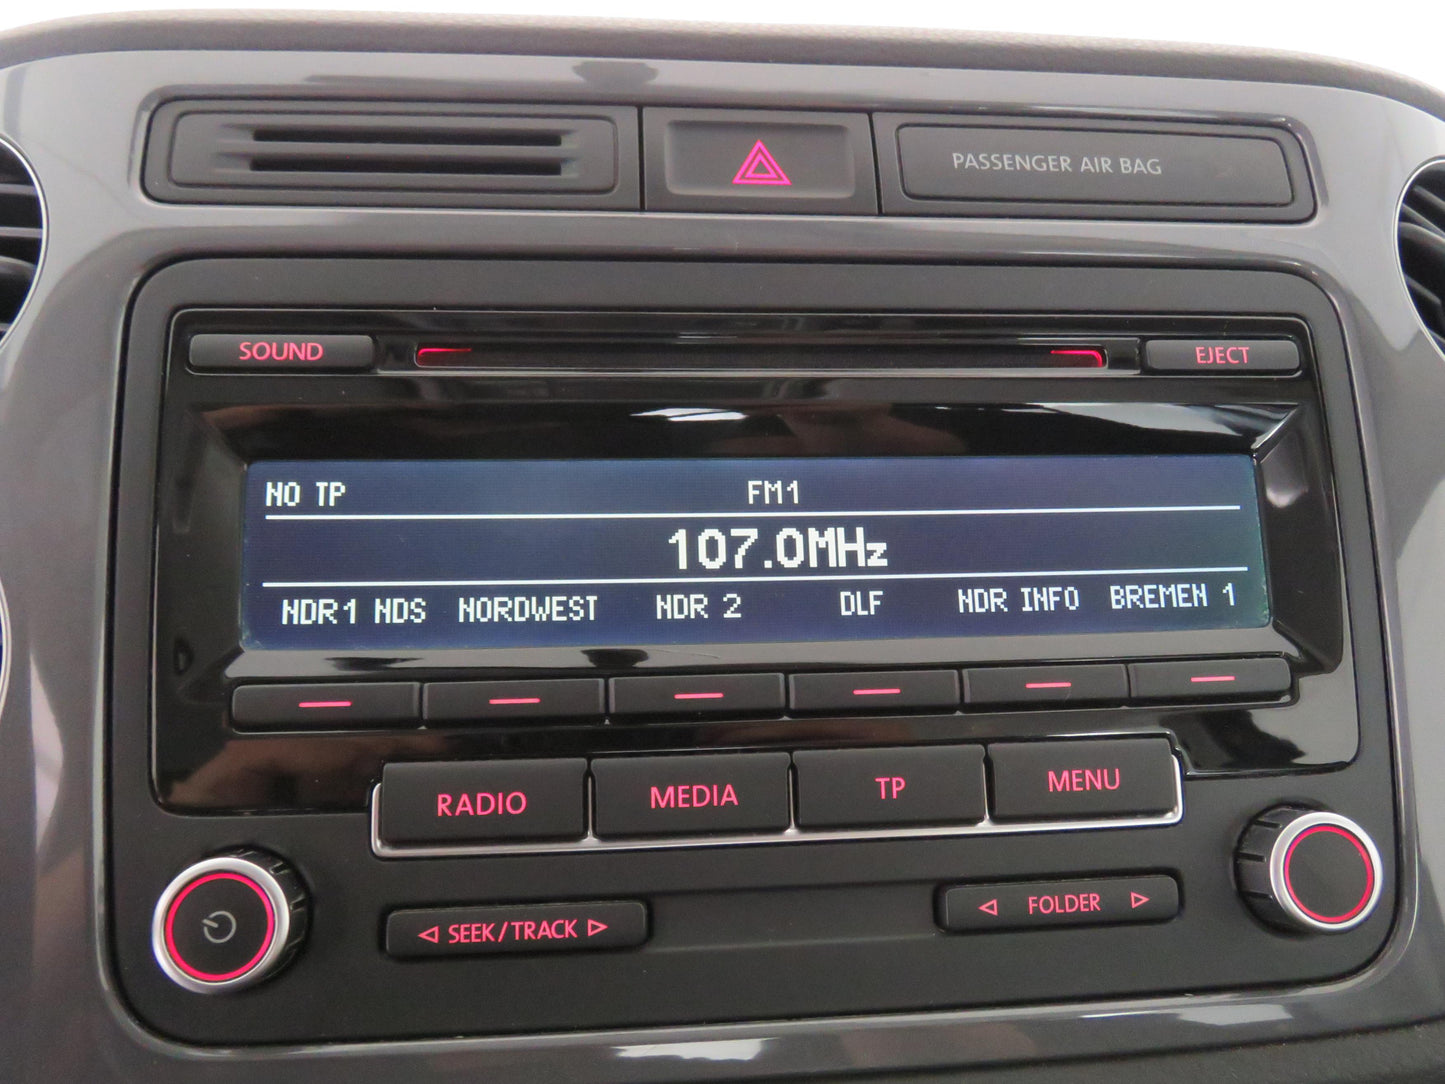 PASSENGER AIR BAG
SOUND EJECT
NO TP FM1
107.0MHz
NDR1 NDS NORDWEST NDR 2 DLF NDR INFO BREMEN 1
RADIO MEDIA TP MENU
◁ SEEK/TRACK ▷ ◁ FOLDER ▷